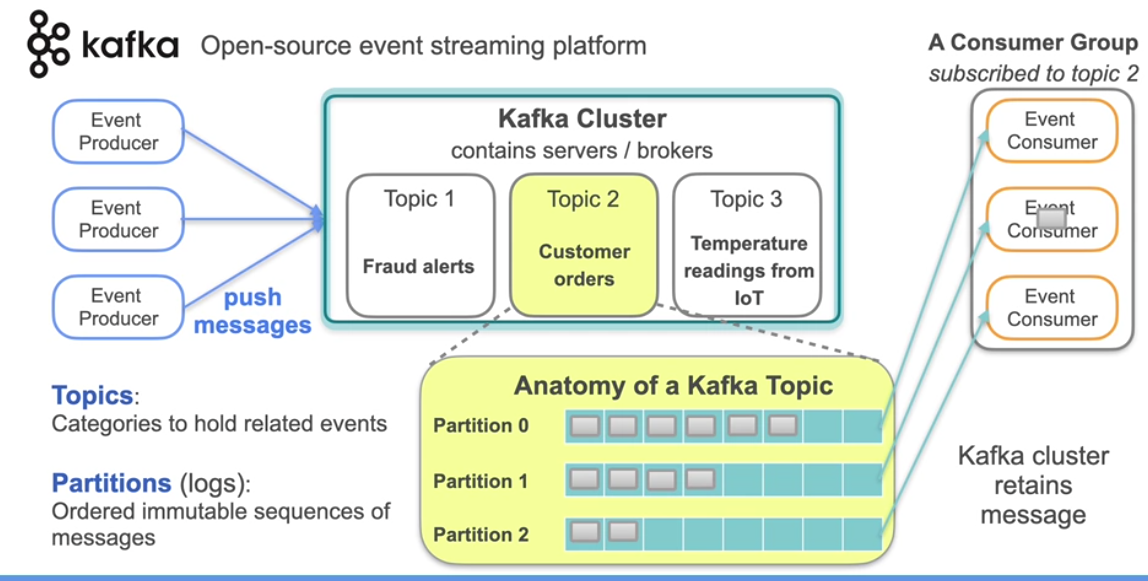 kafka Open-source event streaming platform
A Consumer Group
subscribed to topic 2
Event
Producer
Event
Producer
Event
Producer
push
messages
Kafka Cluster
contains servers / brokers
Topic 1
Fraud alerts
Topic 2
Customer
orders
Topic 3
Temperature
readings from
IoT
Event
Consumer
Event
Consumer
Event
Consumer
Topics:
Categories to hold related events
Partitions (logs):
Ordered immutable sequences of
messages
Anatomy of a Kafka Topic
Partition 0
Partition 1
Partition 2
Kafka cluster
retains
message